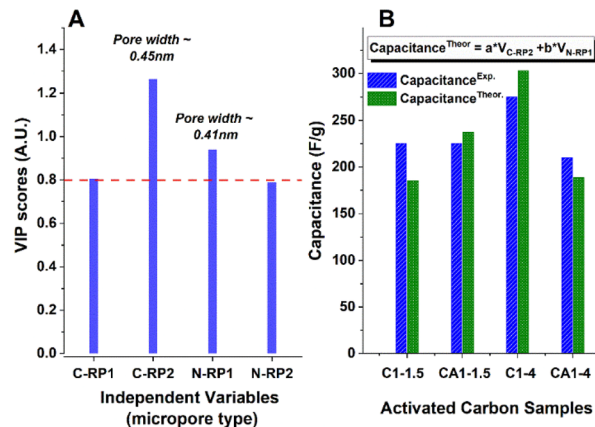 A
Pore width ~
0.45nm
Pore width ~
0.41nm
1.4
1.2
1.0
0.8
0.6
0.4
0.2
0.0
VIP scores (A.U.)
C-RP1 C-RP2 N-RP1 N-RP2
Independent Variables
(micropore type)
B
Capacitance^Theor = a*V_C-RP2 +b*V_N-RP1
Capacitance^Exp.
Capacitance^Theor.
300
250
200
150
100
50
0
Capacitance (F/g)
C1-1.5 CA1-1.5 C1-4 CA1-4
Activated Carbon Samples